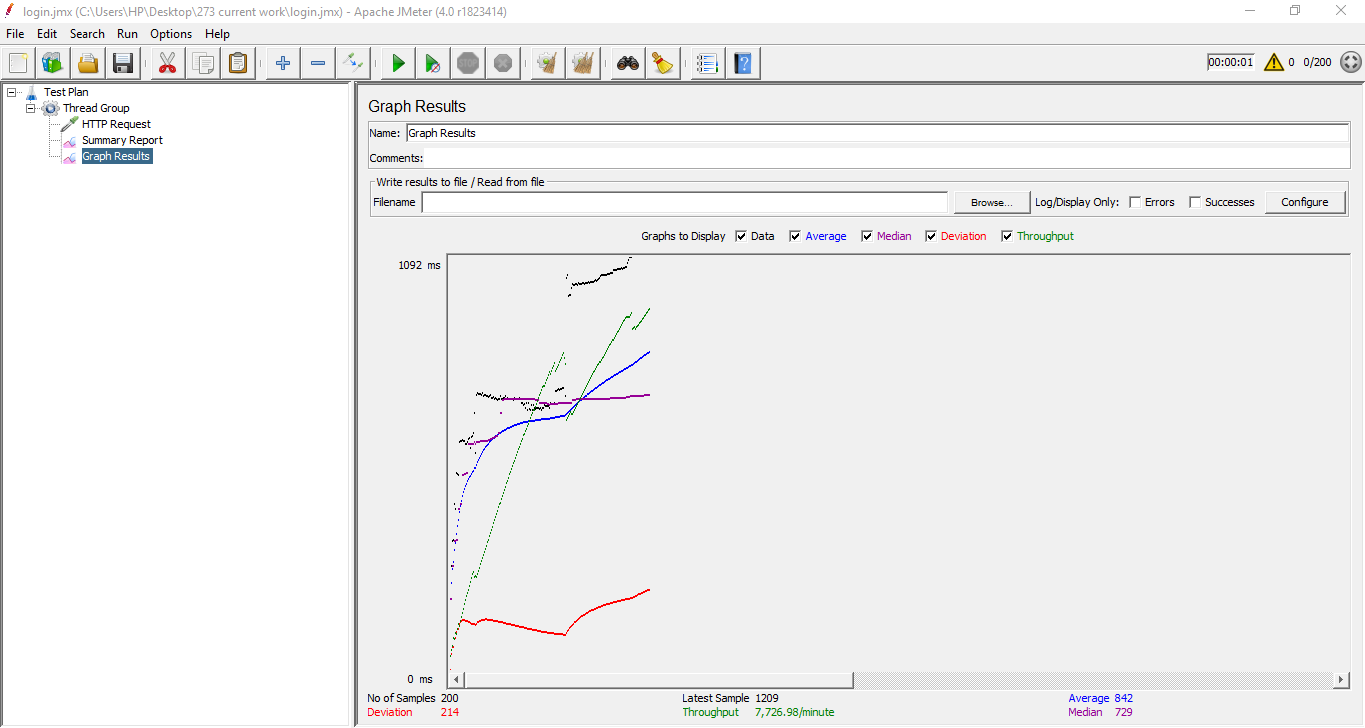 login.jmx (C:\Users\HP\Desktop\273 current work\login.jmx) - Apache JMeter (4.0 r1823414)
File Edit Search Run Options Help
00:00:01 0 0/200
Test Plan
Thread Group
HTTP Request
Summary Report
Graph Results
Graph Results
Name: Graph Results
Comments:
Write results to file / Read from file
Filename Browse... Log/Display Only: Errors Successes Configure
Graphs to Display Data Average Median Deviation Throughput
1092 ms
0 ms
No of Samples 200 Latest Sample 1209 Average 842
Deviation 214 Throughput 7,726.98/minute Median 729